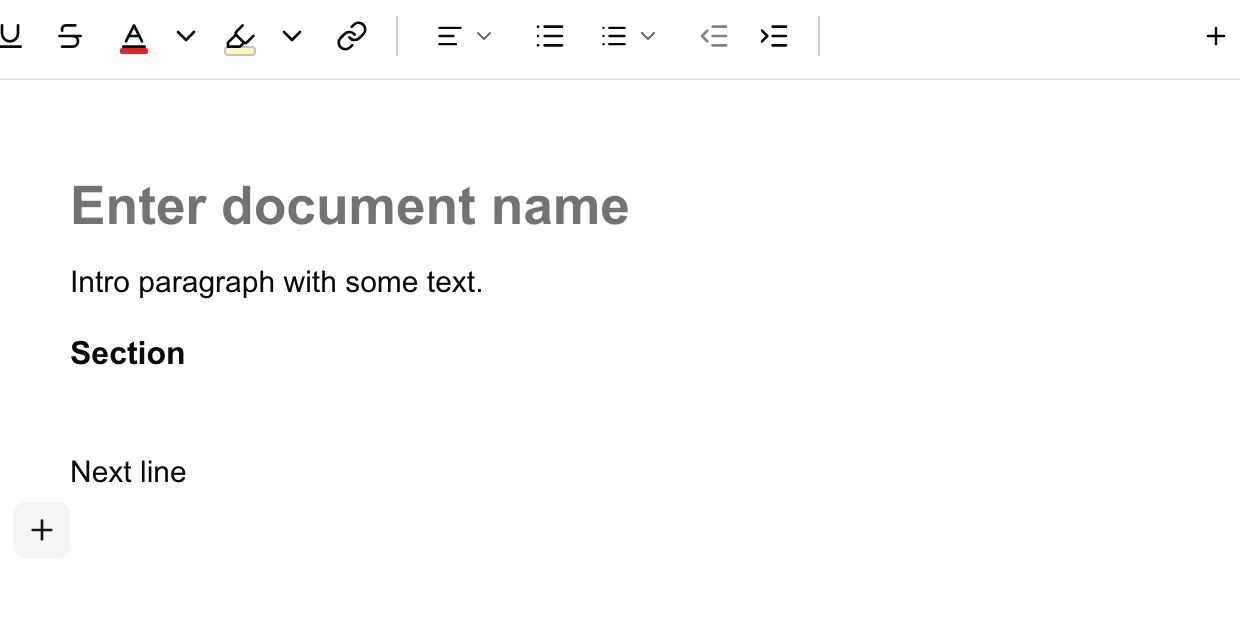 Enter document name
Intro paragraph with some text.
Section
Next line